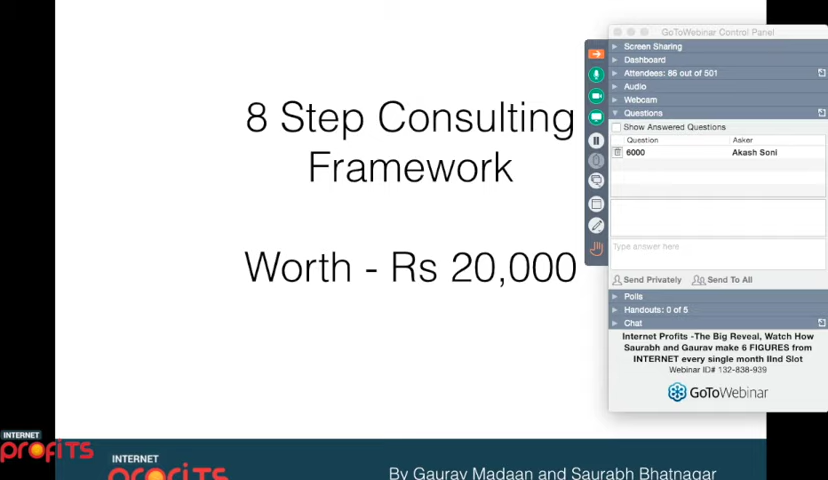 8 Step Consulting
Framework
Worth - Rs 20,000
GoToWebinar Control Panel
Screen Sharing
Dashboard
Attendees: 86 out of 501
Audio
Webcam
Questions
Show Answered Questions
Question Asker
6000 Akash Soni
Type answer here
Send Privately Send To All
Polls
Handouts: 0 of 5
Chat
Internet Profits -The Big Reveal, Watch How
Saurabh and Gaurav make 6 FIGURES from
INTERNET every single month IInd Slot
Webinar ID# 132-838-939
GoToWebinar
INTERNET
profiTS
INTERNET
profiTS
By Gaurav Madaan and Saurabh Bhatnagar